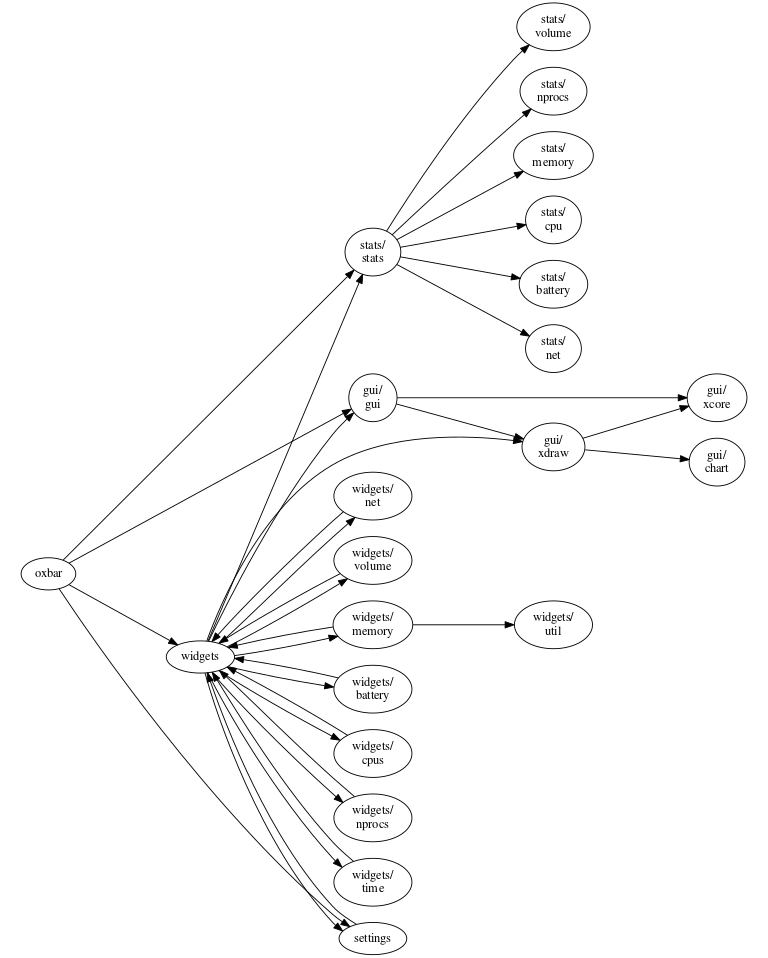 stats/
volume
stats/
nprocs
stats/
memory
stats/
cpu
stats/
stats
stats/
battery
stats/
net
gui/
gui
gui/
xcore
gui/
xdraw
gui/
chart
widgets/
net
widgets/
volume
oxbar
widgets/
memory
widgets/
util
widgets
widgets/
battery
widgets/
cpus
widgets/
nprocs
widgets/
time
settings